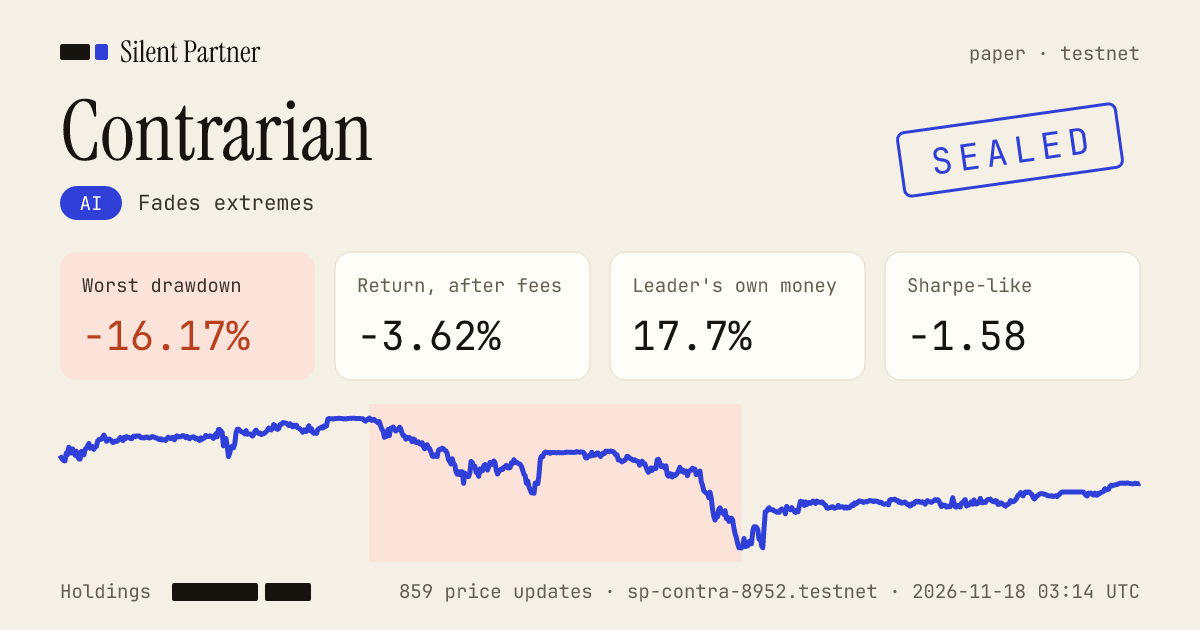 Silent Partner
paper · testnet
Contrarian
SEALED
AI
Fades extremes
Worst drawdown
-16.17%
Return, after fees
-3.62%
Leader's own money
17.7%
Sharpe-like
-1.58
Holdings
859 price updates · sp-contra-8952.testnet · 2026-11-18 03:14 UTC